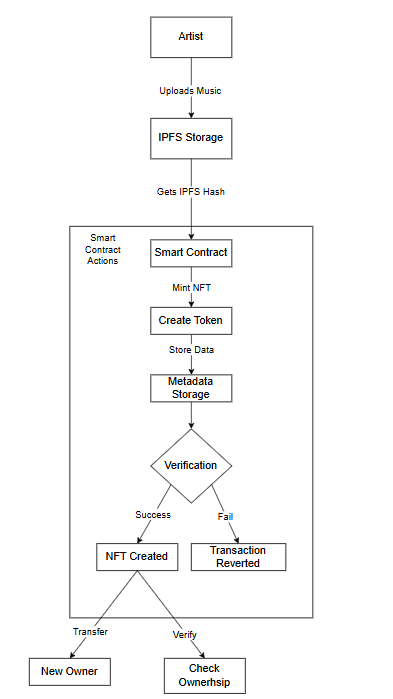 Artist
Uploads Music
IPFS Storage
Gets IPFS Hash
Smart
Contract
Actions
Smart Contract
Mint NFT
Create Token
Store Data
Metadata
Storage
Verification
Success
Fail
NFT Created
Transaction
Reverted
Transfer
Verify
New Owner
Check
Ownerhsip